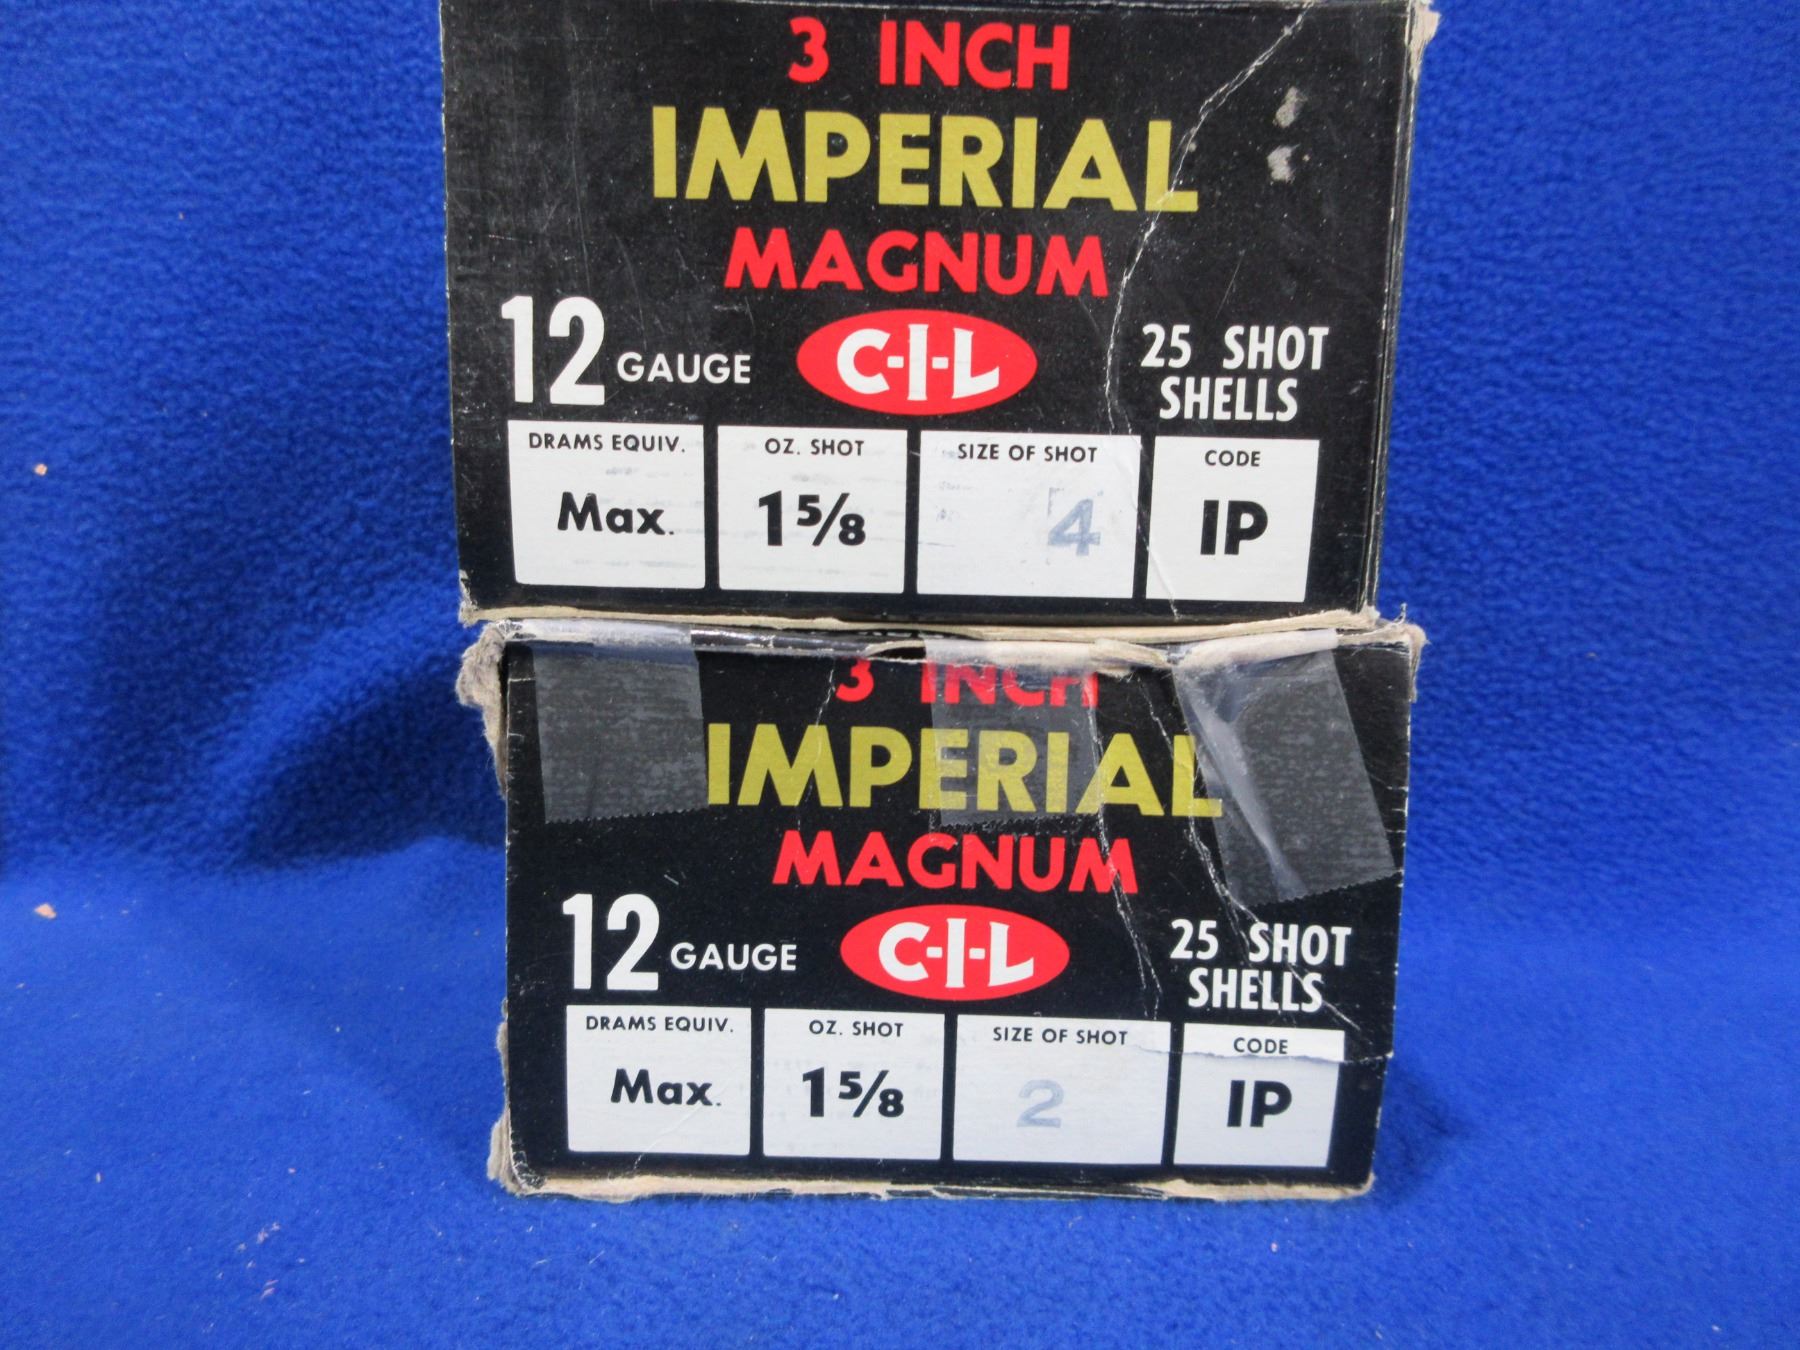 3 INCH
IMPERIAL
MAGNUM
12 GAUGE C-I-L 25 SHOT SHELLS
DRAMS EQUIV. OZ. SHOT SIZE OF SHOT CODE
Max. 1 5/8 4 IP
3 INCH
IMPERIAL
MAGNUM
12 GAUGE C-I-L 25 SHOT SHELLS
DRAMS EQUIV. OZ. SHOT SIZE OF SHOT CODE
Max. 1 5/8 2 IP